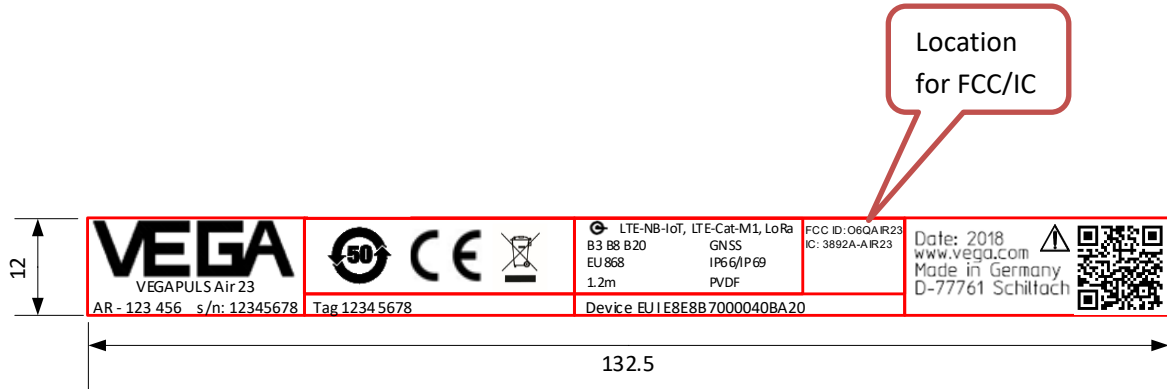 Location
for FCC/IC
12
VEGA
VEGAPULS Air 23
AR - 123 456 s/n: 12345678
50
CE
Tag 1234 5678
LTE-NB-IoT, LTE-Cat-M1, LoRa
B3 B8 B20 GNSS
EU 868 IP66/IP69
1.2m PVDF
Device EUI E8E8B7000040BA20
FCC ID: O6QAIR23
IC: 3892A-AIR23
Date: 2018
www.vega.com
Made in Germany
D-77761 Schiltach
132.5